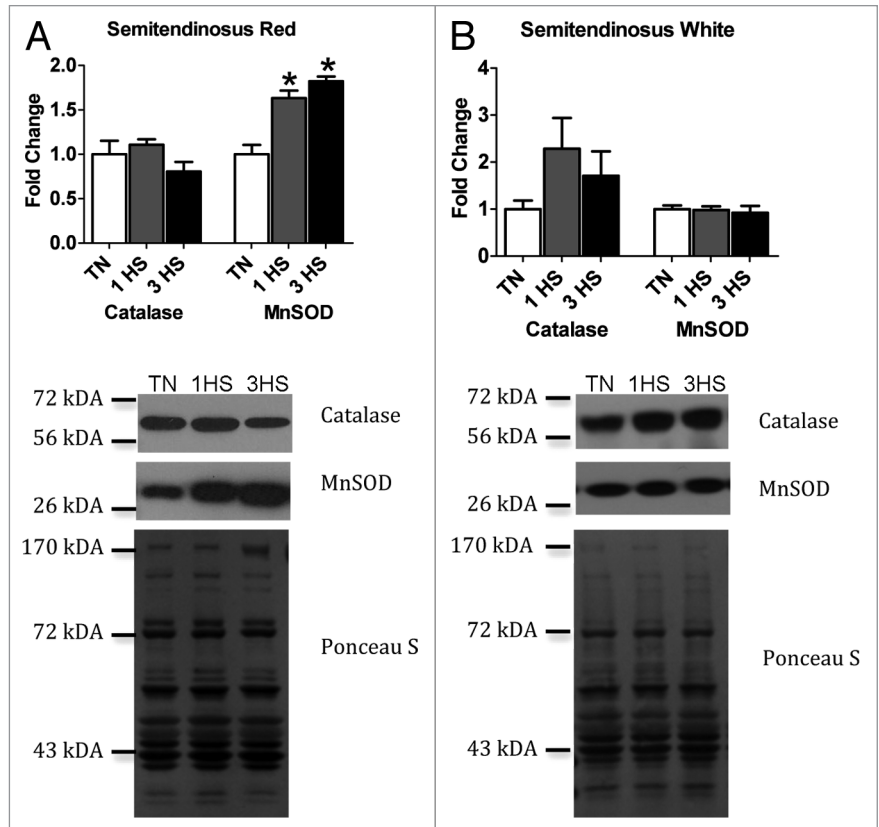 A
Semitendinosus Red
Fold Change
2.0
1.5
1.0
0.5
0.0
* *
TN 1 HS 3 HS TN 1 HS 3 HS
Catalase MnSOD
TN 1HS 3HS
72 kDA
56 kDA
Catalase
26 kDA
MnSOD
170 kDA
72 kDA
43 kDA
Ponceau S
B
Semitendinosus White
Fold Change
4
3
2
1
0
TN 1 HS 3 HS TN 1 HS 3 HS
Catalase MnSOD
TN 1HS 3HS
72 kDA
56 kDA
Catalase
26 kDA
MnSOD
170 kDA
72 kDA
43 kDA
Ponceau S